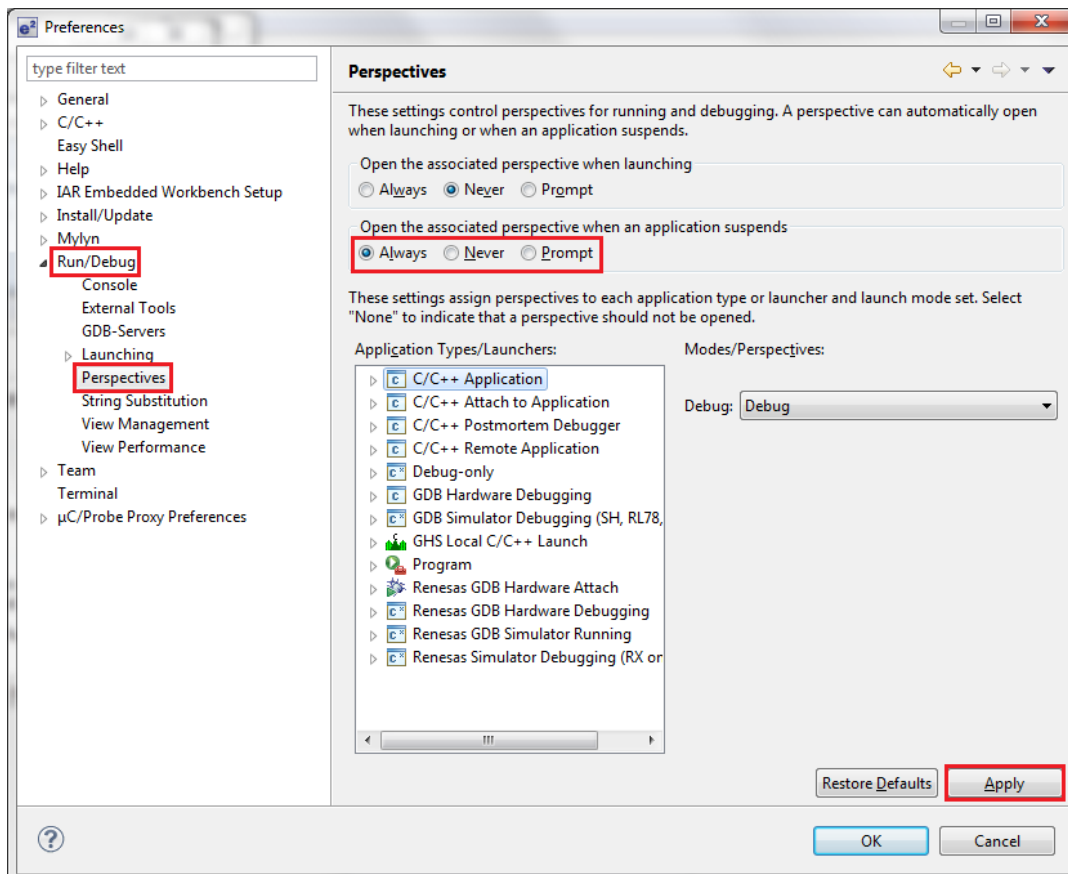 e² Preferences
type filter text
General
C/C++
Easy Shell
Help
IAR Embedded Workbench Setup
Install/Update
Mylyn
Run/Debug
Console
External Tools
GDB-Servers
Launching
Perspectives
String Substitution
View Management
View Performance
Team
Terminal
µC/Probe Proxy Preferences
Perspectives
These settings control perspectives for running and debugging. A perspective can automatically open
when launching or when an application suspends.
Open the associated perspective when launching
Always Never Prompt
Open the associated perspective when an application suspends
Always Never Prompt
These settings assign perspectives to each application type or launcher and launch mode set. Select
"None" to indicate that a perspective should not be opened.
Application Types/Launchers:
C/C++ Application
C/C++ Attach to Application
C/C++ Postmortem Debugger
C/C++ Remote Application
Debug-only
GDB Hardware Debugging
GDB Simulator Debugging (SH, RL78,
GHS Local C/C++ Launch
Program
Renesas GDB Hardware Attach
Renesas GDB Hardware Debugging
Renesas GDB Simulator Running
Renesas Simulator Debugging (RX or
Modes/Perspectives:
Debug: Debug
Restore Defaults Apply
OK Cancel